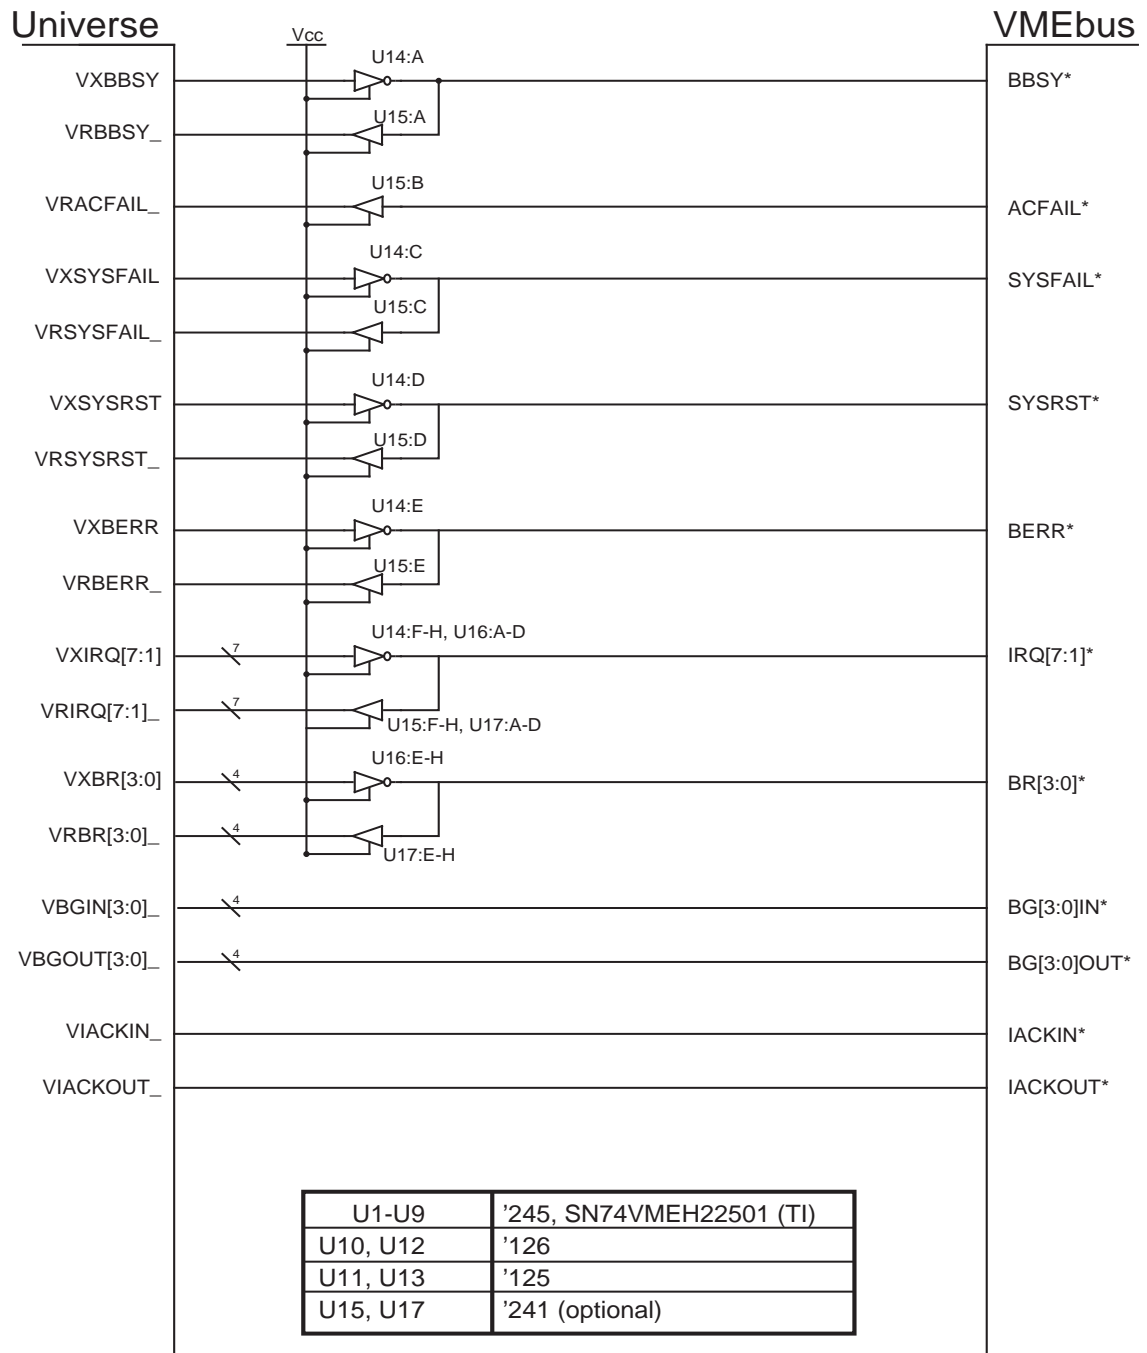 Universe
VMEbus
Vcc
U14:A
VXBBSY
BBSY*
U15:A
VRBBSY_
U15:B
VRACFAIL_
ACFAIL*
U14:C
VXSYSFAIL
SYSFAIL*
U15:C
VRSYSFAIL_
U14:D
VXSYSRST
SYSRST*
U15:D
VRSYSRST_
U14:E
VXBERR
BERR*
U15:E
VRBERR_
U14:F-H, U16:A-D
VXIRQ[7:1]
7
IRQ[7:1]*
VRIRQ[7:1]_
7
U15:F-H, U17:A-D
U16:E-H
VXBR[3:0]
4
BR[3:0]*
VRBR[3:0]_
4
U17:E-H
VBGIN[3:0]_
4
BG[3:0]IN*
VBGOUT[3:0]_
4
BG[3:0]OUT*
VIACKIN_
IACKIN*
VIACKOUT_
IACKOUT*
U1-U9 '245, SN74VMEH22501 (TI)
U10, U12 '126
U11, U13 '125
U15, U17 '241 (optional)